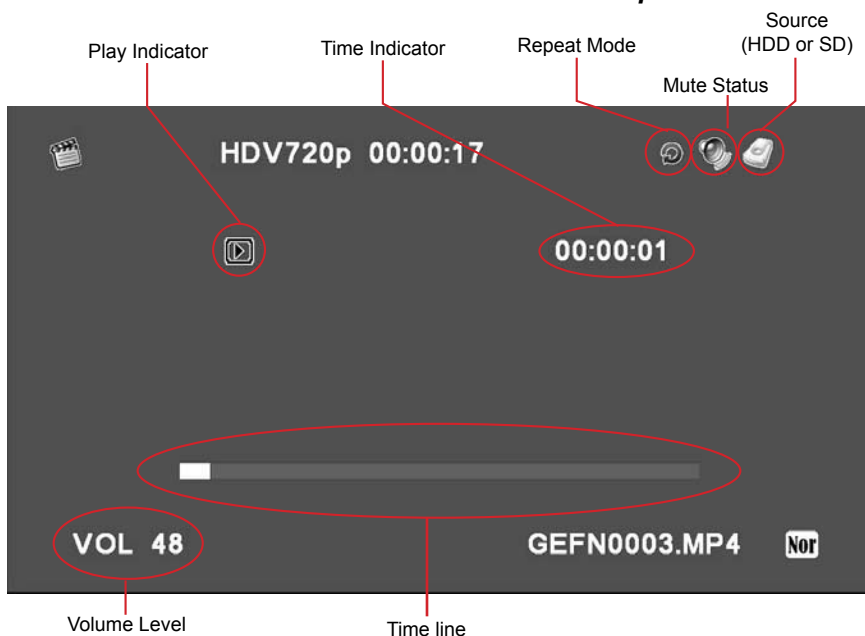 Source
(HDD or SD)
Play Indicator
Time Indicator
Repeat Mode
Mute Status
HDV720p 00:00:17
00:00:01
VOL 48
GEFN0003.MP4
Nor
Volume Level
Time line